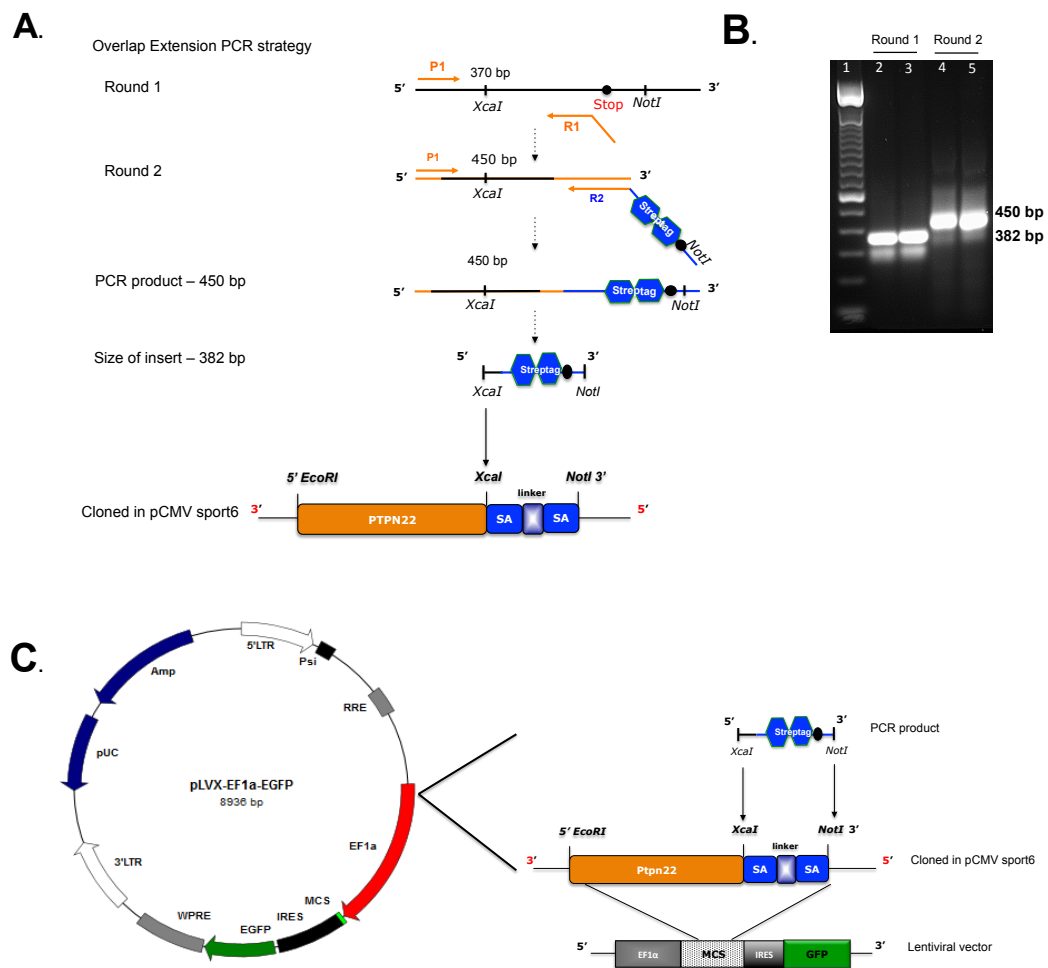 A.
Overlap Extension PCR strategy
Round 1
P1
370 bp
5’
3’
XcaI
Stop
NotI
R1
Round 2
P1
450 bp
5’
3’
XcaI
R2
Streptag
NotI
450 bp
PCR product – 450 bp
5’
3’
Streptag
XcaI
NotI
Size of insert – 382 bp
5’
3’
Streptag
XcaI
NotI
5’ EcoRI
XcaI
NotI 3’
linker
Cloned in pCMV sport6
3’
5’
PTPN22
SA
SA
B.
Round 1
Round 2
1
2
3
4
5
450 bp
382 bp
C.
5'LTR
Psi
Amp
RRE
pUC
pLVX-EF1a-EGFP
8936 bp
EF1a
3'LTR
MCS
IRES
WPRE
EGFP
5’
3’
Streptag
PCR product
XcaI
NotI
5’ EcoRI
XcaI
NotI 3’
linker
3’
5’
Ptpn22
SA
SA
Cloned in pCMV sport6
5’
3’
EF1α
MCS
IRES
GFP
Lentiviral vector